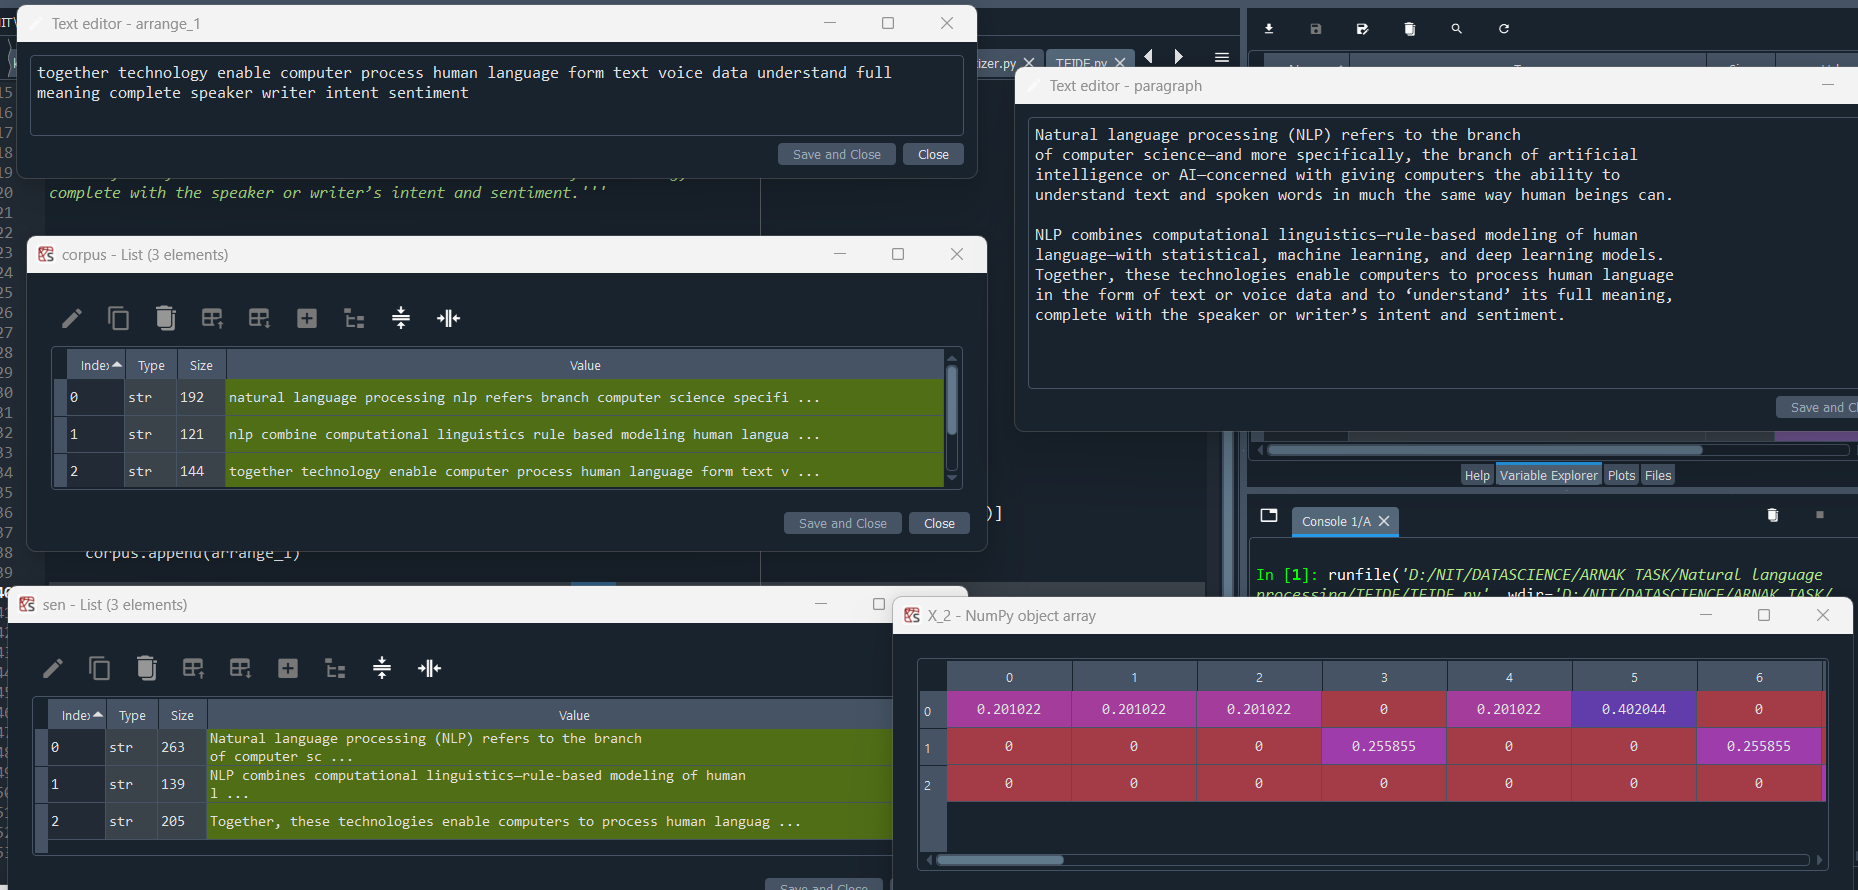 Text editor - arrange_1
together technology enable computer process human language form text voice data understand full
meaning complete speaker writer intent sentiment
Save and Close
Close
complete with the speaker or writer’s intent and sentiment.'''
izer.py
TFIDF.py
Text editor - paragraph
Natural language processing (NLP) refers to the branch
of computer science—and more specifically, the branch of artificial
intelligence or AI—concerned with giving computers the ability to
understand text and spoken words in much the same way human beings can.
NLP combines computational linguistics—rule-based modeling of human
language—with statistical, machine learning, and deep learning models.
Together, these technologies enable computers to process human language
in the form of text or voice data and to ‘understand’ its full meaning,
complete with the speaker or writer’s intent and sentiment.
Save and Cl
corpus - List (3 elements)
Index Type Size Value
0 str 192 natural language processing nlp refers branch computer science specifi ...
1 str 121 nlp combine computational linguistics rule based modeling human langua ...
2 str 144 together technology enable computer process human language form text v ...
Save and Close
Close
)]
corpus.append(arrange_1)
Help
Variable Explorer
Plots
Files
Console 1/A
In [1]: runfile('D:/NIT/DATASCIENCE/ARNAK TASK/Natural language
processing/TFIDF/TFIDF.py', wdir='D:/NIT/DATASCIENCE/ARNAK TASK/
sen - List (3 elements)
Index Type Size Value
0 str 263 Natural language processing (NLP) refers to the branch
of computer sc ...
1 str 139 NLP combines computational linguistics—rule-based modeling of human
l ...
2 str 205 Together, these technologies enable computers to process human languag ...
Save and Close
X_2 - NumPy object array
0 1 2 3 4 5 6
0 0.201022 0.201022 0.201022 0 0.201022 0.402044 0
1 0 0 0 0.255855 0 0 0.255855
2 0 0 0 0 0 0 0